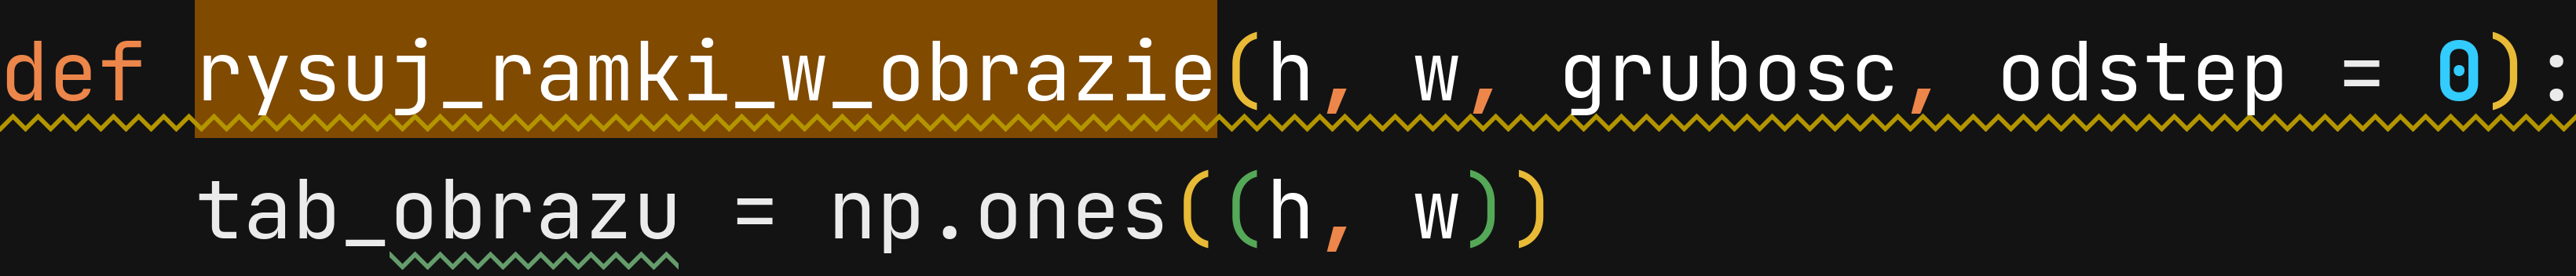 def rysuj_ramki_w_obrazie(h, w, grubosc, odstep = 0):
    tab_obrazu = np.ones((h, w))